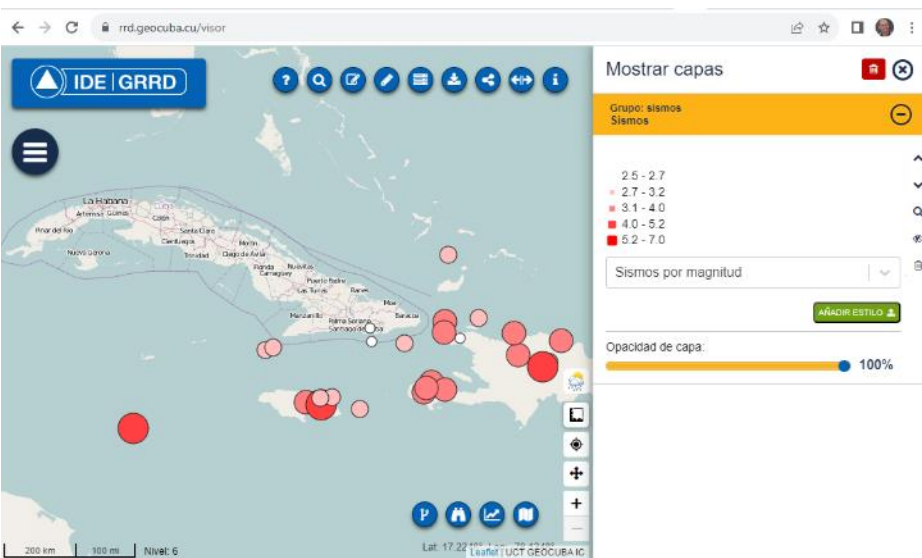 rrd.geocuba.cu/visor
IDE | GRRD
Mostrar capas
Grupo: sismos
Sismos
2.5 - 2.7
2.7 - 3.2
3.1 - 4.0
4.0 - 5.2
5.2 - 7.0
Sismos por magnitud
AÑADIR ESTILO
Opacidad de capa:
100%
La Habana
Artemisa Güines
Colón
Pinar del Río
Santa Clara
Cienfuegos
Morón
Nueva Gerona
Trinidad
Ciego de Ávila
Florida
Nuevitas
Camagüey
Puerto Padre
Las Tunas
Banes
Moa
Manzanillo
Palma Soriano
Baracoa
200 km
100 mi
Nivel: 6
Lat: 17.22
Leaflet | UCT GEOCUBA IC